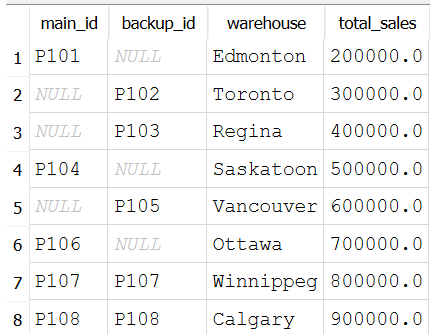 main_id backup_id warehouse total_sales
1 P101 NULL Edmonton 200000.0
2 NULL P102 Toronto 300000.0
3 NULL P103 Regina 400000.0
4 P104 NULL Saskatoon 500000.0
5 NULL P105 Vancouver 600000.0
6 P106 NULL Ottawa 700000.0
7 P107 P107 Winnippeg 800000.0
8 P108 P108 Calgary 900000.0